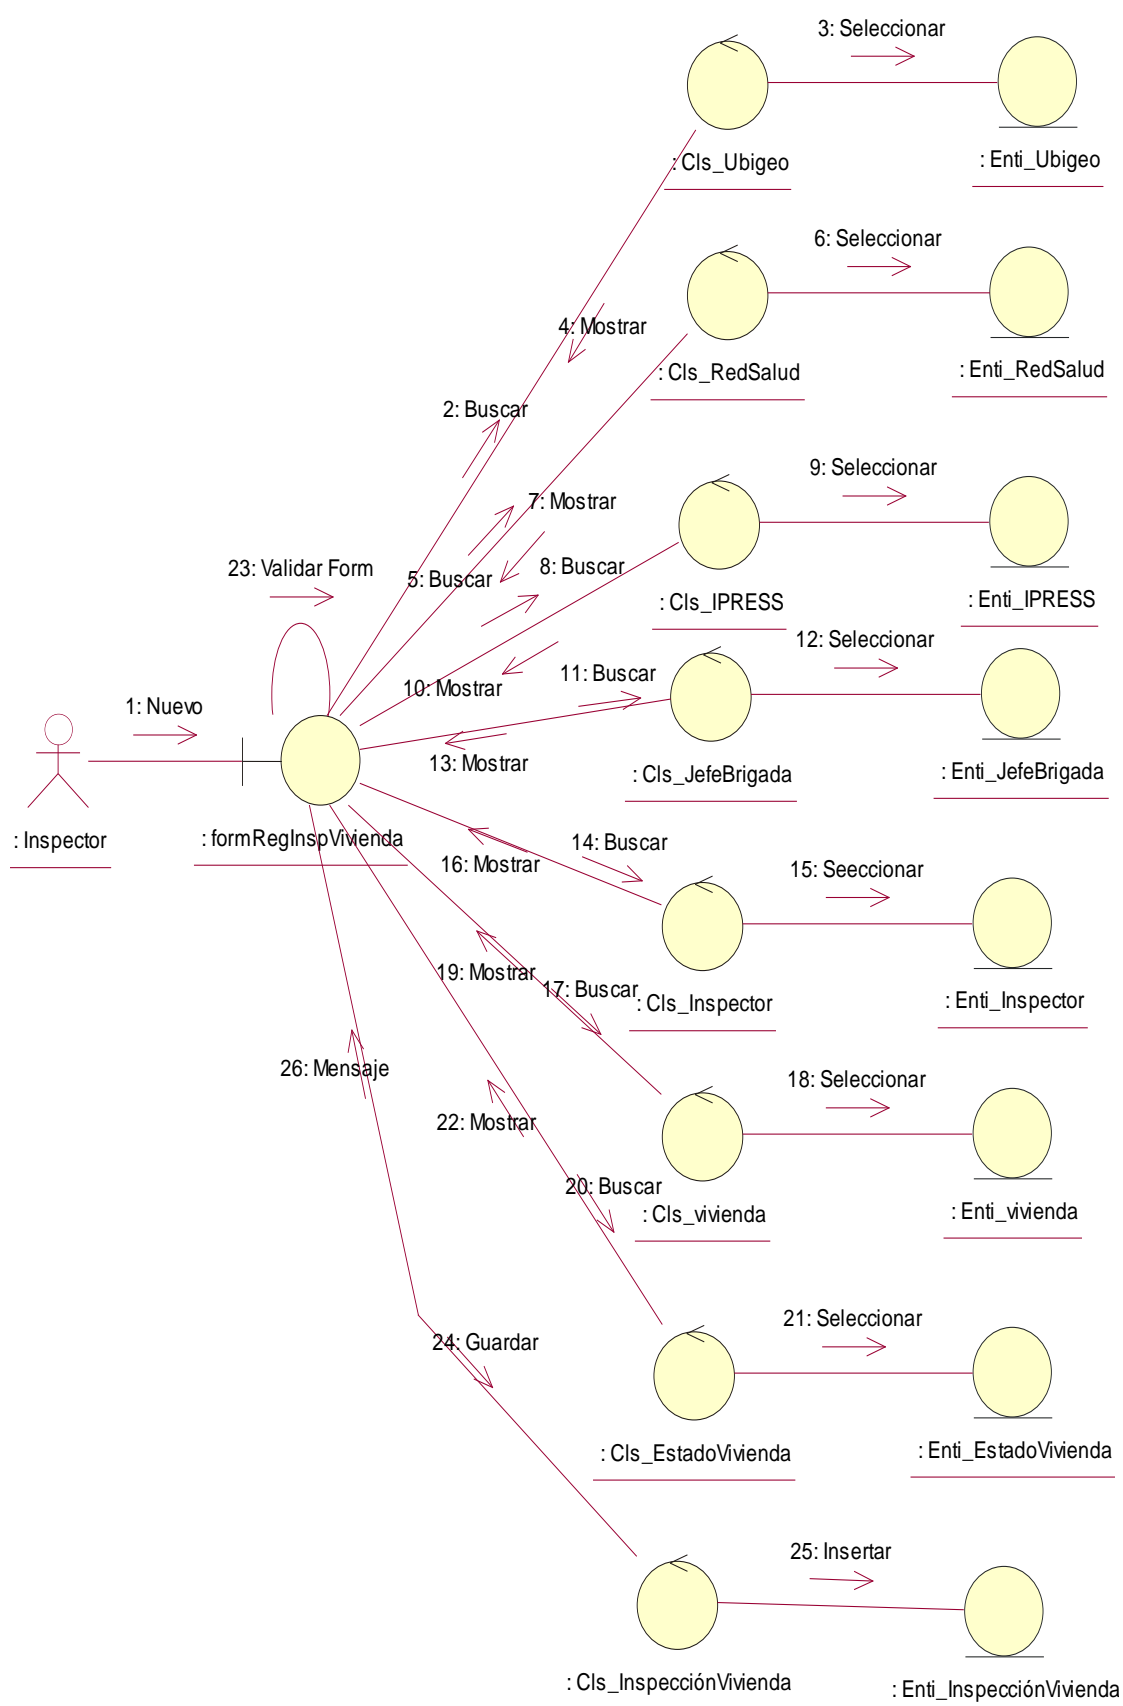 3: Seleccionar
: Cls_Ubigeo
: Enti_Ubigeo
6: Seleccionar
4: Mostrar
: Cls_RedSalud
: Enti_RedSalud
2: Buscar
9: Seleccionar
7: Mostrar
23: Validar Form
5: Buscar
8: Buscar
: Cls_IPRESS
: Enti_IPRESS
12: Seleccionar
11: Buscar
10: Mostrar
1: Nuevo
13: Mostrar
: Cls_JefeBrigada
: Enti_JefeBrigada
: Inspector
: formRegInspVivienda
14: Buscar
16: Mostrar
15: Seeccionar
19: Mostrar
17: Buscar
: Cls_Inspector
: Enti_Inspector
26: Mensaje
18: Seleccionar
22: Mostrar
20: Buscar
: Cls_vivienda
: Enti_vivienda
21: Seleccionar
24: Guardar
: Cls_EstadoVivienda
: Enti_EstadoVivienda
25: Insertar
: Cls_InspecciónVivienda
: Enti_InspecciónVivienda